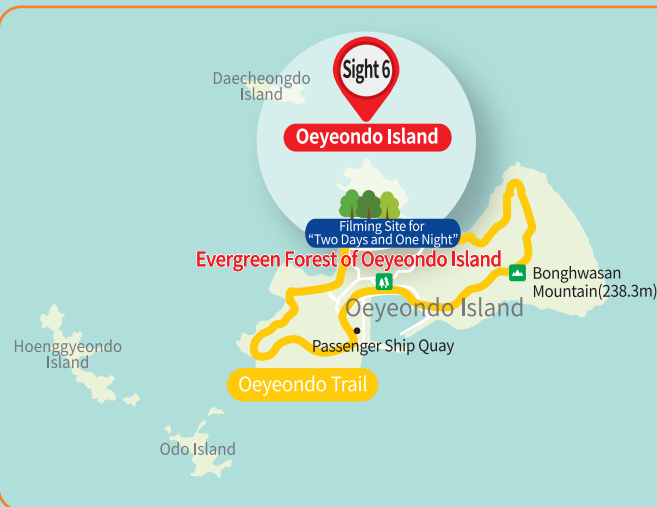 Sight 6
Daecheongdo
Island
Oeyeondo Island
Filming Site for
“Two Days and One Night”
Evergreen Forest of Oeyeondo Island
Bonghwasan
Mountain(238.3m)
Oeyeondo Island
Passenger Ship Quay
Hoenggyeondo
Island
Oeyeondo Trail
Odo Island